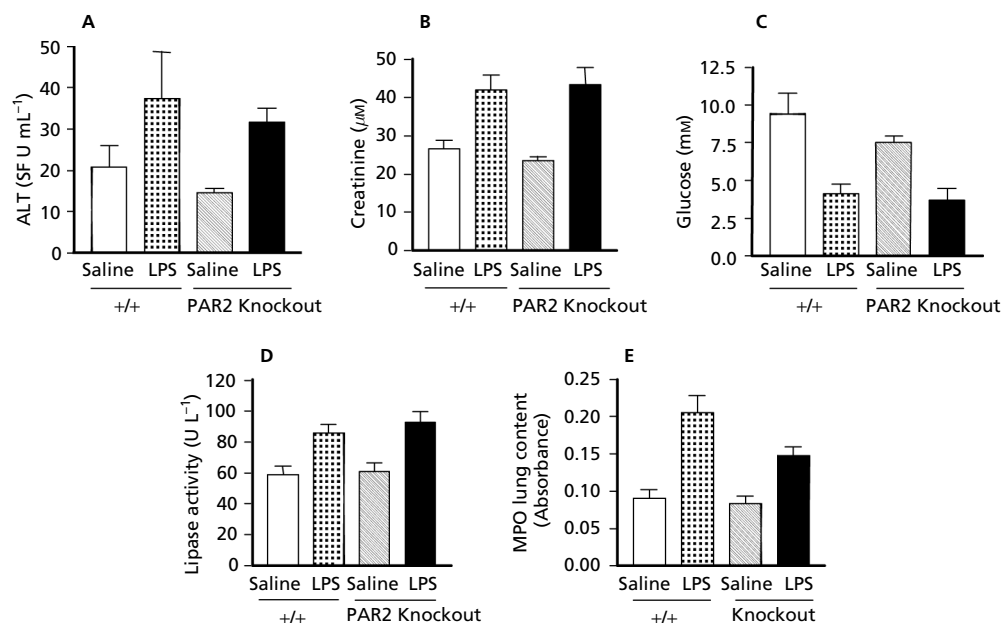 A
ALT (SF U mL⁻¹)
50
40
30
20
10
0
Saline LPS Saline LPS
+/+ PAR2 Knockout
B
Creatinine (µM)
50
40
30
20
10
0
Saline LPS Saline LPS
+/+ PAR2 Knockout
C
Glucose (mM)
12.5
10.0
7.5
5.0
2.5
0.0
Saline LPS Saline LPS
+/+ PAR2 Knockout
D
Lipase activity (U L⁻¹)
120
100
80
60
40
20
0
Saline LPS Saline LPS
+/+ PAR2 Knockout
E
MPO lung content
(Absorbance)
0.25
0.20
0.15
0.10
0.05
0.00
Saline LPS Saline LPS
+/+ Knockout